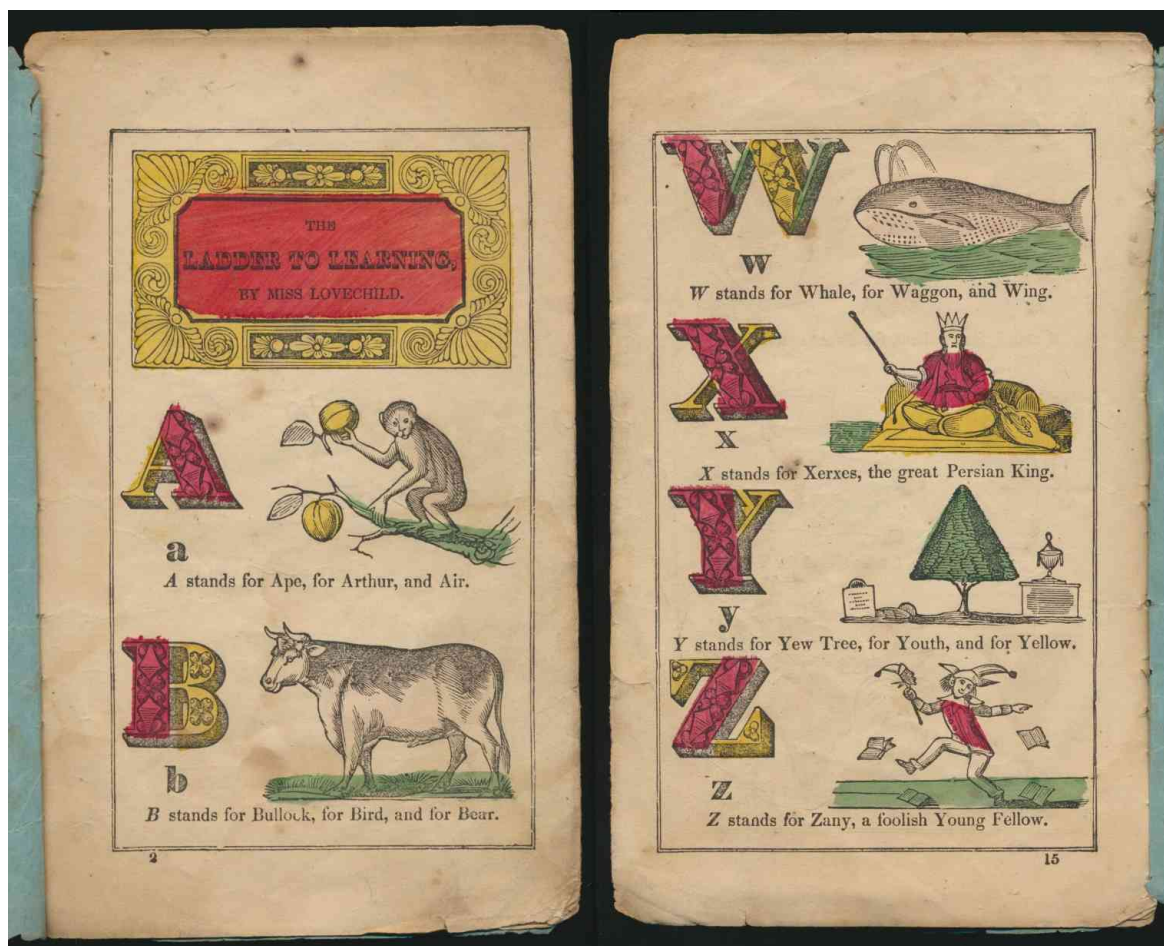 THE
LADDER TO LEARNING,
BY MISS LOVECHILD.
A
a
A stands for Ape, for Arthur, and Air.
B
b
B stands for Bullock, for Bird, and for Bear.
2
W
w
W stands for Whale, for Waggon, and Wing.
X
x
X stands for Xerxes, the great Persian King.
Y
y
Y stands for Yew Tree, for Youth, and for Yellow.
Z
z
Z stands for Zany, a foolish Young Fellow.
15